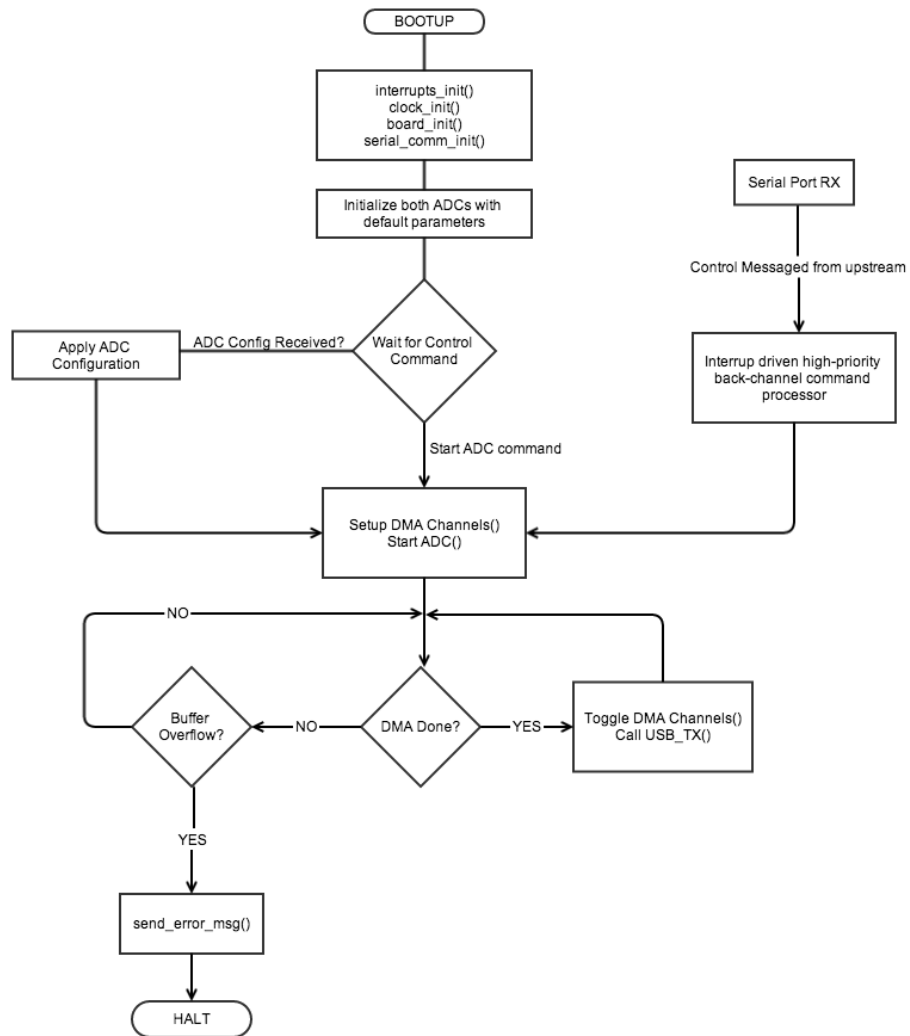 BOOTUP
interrupts_init()
clock_init()
board_init()
serial_comm_init()
Serial Port RX
Initialize both ADCs with
default parameters
Control Messaged from upstream
Apply ADC
Configuration
ADC Config Received?
Wait for Control
Command
Interrup driven high-priority
back-channel command
processor
Start ADC command
Setup DMA Channels()
Start ADC()
NO
Buffer
Overflow?
NO
DMA Done?
YES
Toggle DMA Channels()
Call USB_TX()
YES
send_error_msg()
HALT